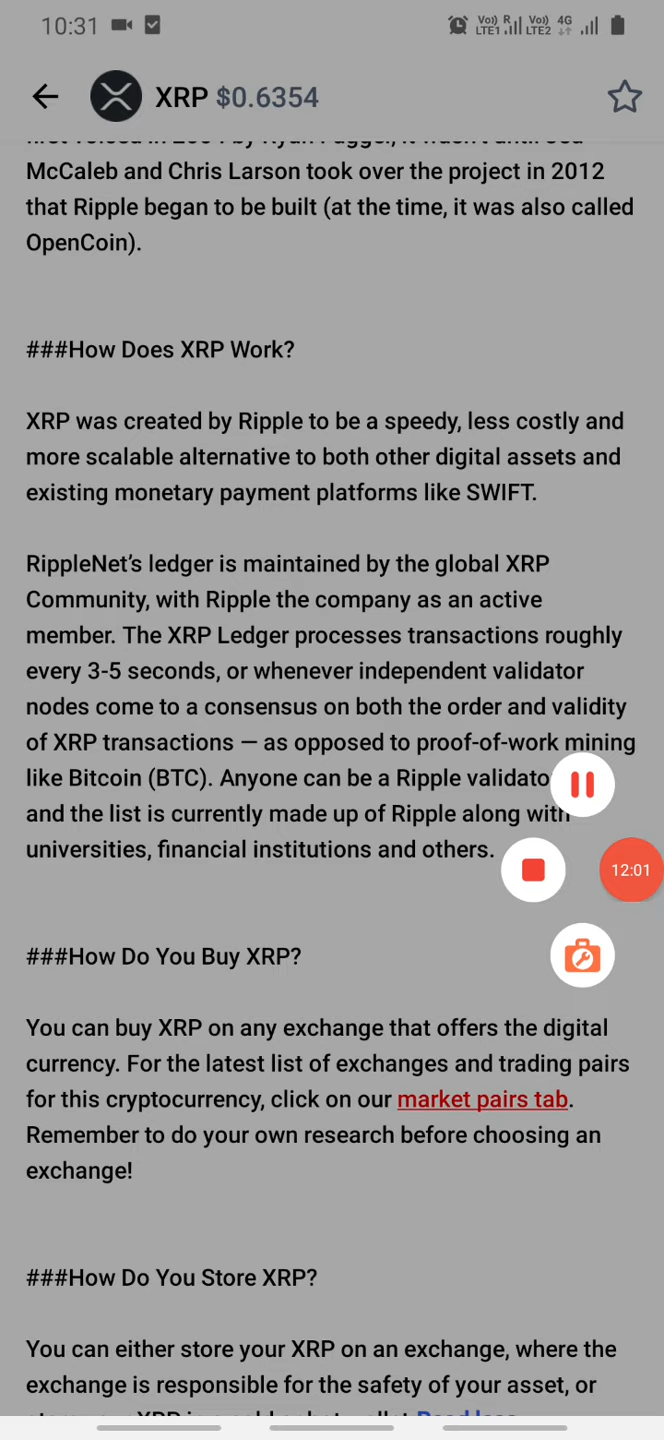 10:31
Vo) R Vo) 4G
LTE1 LTE2
XRP $0.6354
McCaleb and Chris Larson took over the project in 2012
that Ripple began to be built (at the time, it was also called
OpenCoin).
###How Does XRP Work?
XRP was created by Ripple to be a speedy, less costly and
more scalable alternative to both other digital assets and
existing monetary payment platforms like SWIFT.
RippleNet’s ledger is maintained by the global XRP
Community, with Ripple the company as an active
member. The XRP Ledger processes transactions roughly
every 3-5 seconds, or whenever independent validator
nodes come to a consensus on both the order and validity
of XRP transactions — as opposed to proof-of-work mining
like Bitcoin (BTC). Anyone can be a Ripple validato
and the list is currently made up of Ripple along with
universities, financial institutions and others.
12:01
###How Do You Buy XRP?
You can buy XRP on any exchange that offers the digital
currency. For the latest list of exchanges and trading pairs
for this cryptocurrency, click on our market pairs tab.
Remember to do your own research before choosing an
exchange!
###How Do You Store XRP?
You can either store your XRP on an exchange, where the
exchange is responsible for the safety of your asset, or